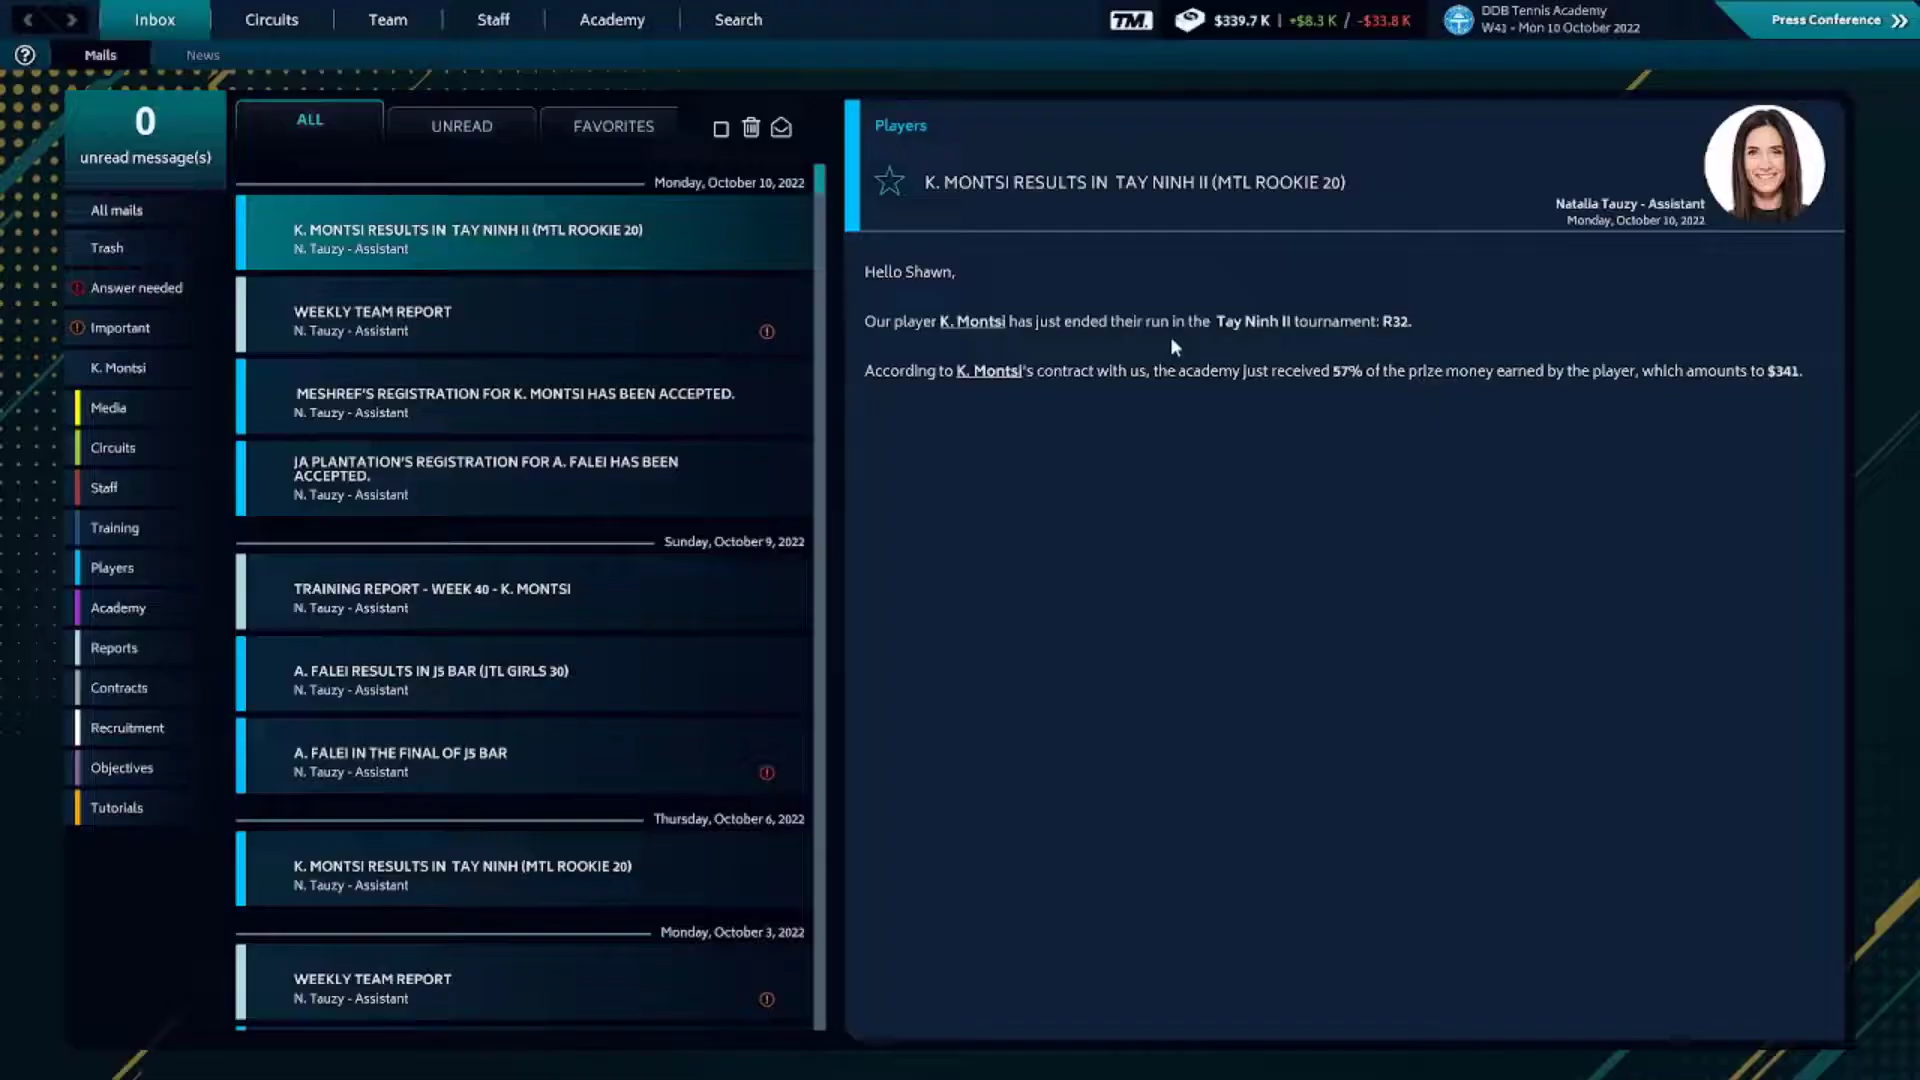 Inbox
Circuits
Team
Staff
Academy
Search
TM.
$339.7 K | +$8.3 K / -$33.8 K
DDB Tennis Academy
W41 - Mon 10 October 2022
Press Conference
Mails
News
0
unread message(s)
All mails
Trash
Answer needed
Important
K. Montsi
Media
Circuits
Staff
Training
Players
Academy
Reports
Contracts
Recruitment
Objectives
Tutorials
ALL
UNREAD
FAVORITES
Monday, October 10, 2022
K. MONTSI RESULTS IN TAY NINH II (MTL ROOKIE 20)
N. Tauzy - Assistant
WEEKLY TEAM REPORT
N. Tauzy - Assistant
MESHREF'S REGISTRATION FOR K. MONTSI HAS BEEN ACCEPTED.
N. Tauzy - Assistant
JA PLANTATION'S REGISTRATION FOR A. FALEI HAS BEEN
ACCEPTED.
N. Tauzy - Assistant
Sunday, October 9, 2022
TRAINING REPORT - WEEK 40 - K. MONTSI
N. Tauzy - Assistant
A. FALEI RESULTS IN J5 BAR (JTL GIRLS 30)
N. Tauzy - Assistant
A. FALEI IN THE FINAL OF J5 BAR
N. Tauzy - Assistant
Thursday, October 6, 2022
K. MONTSI RESULTS IN TAY NINH (MTL ROOKIE 20)
N. Tauzy - Assistant
Monday, October 3, 2022
WEEKLY TEAM REPORT
N. Tauzy - Assistant
Players
K. MONTSI RESULTS IN TAY NINH II (MTL ROOKIE 20)
Natalia Tauzy - Assistant
Monday, October 10, 2022
Hello Shawn,
Our player K. Montsi has just ended their run in the Tay Ninh II tournament: R32.
According to K. Montsi's contract with us, the academy just received 57% of the prize money earned by the player, which amounts to $341.